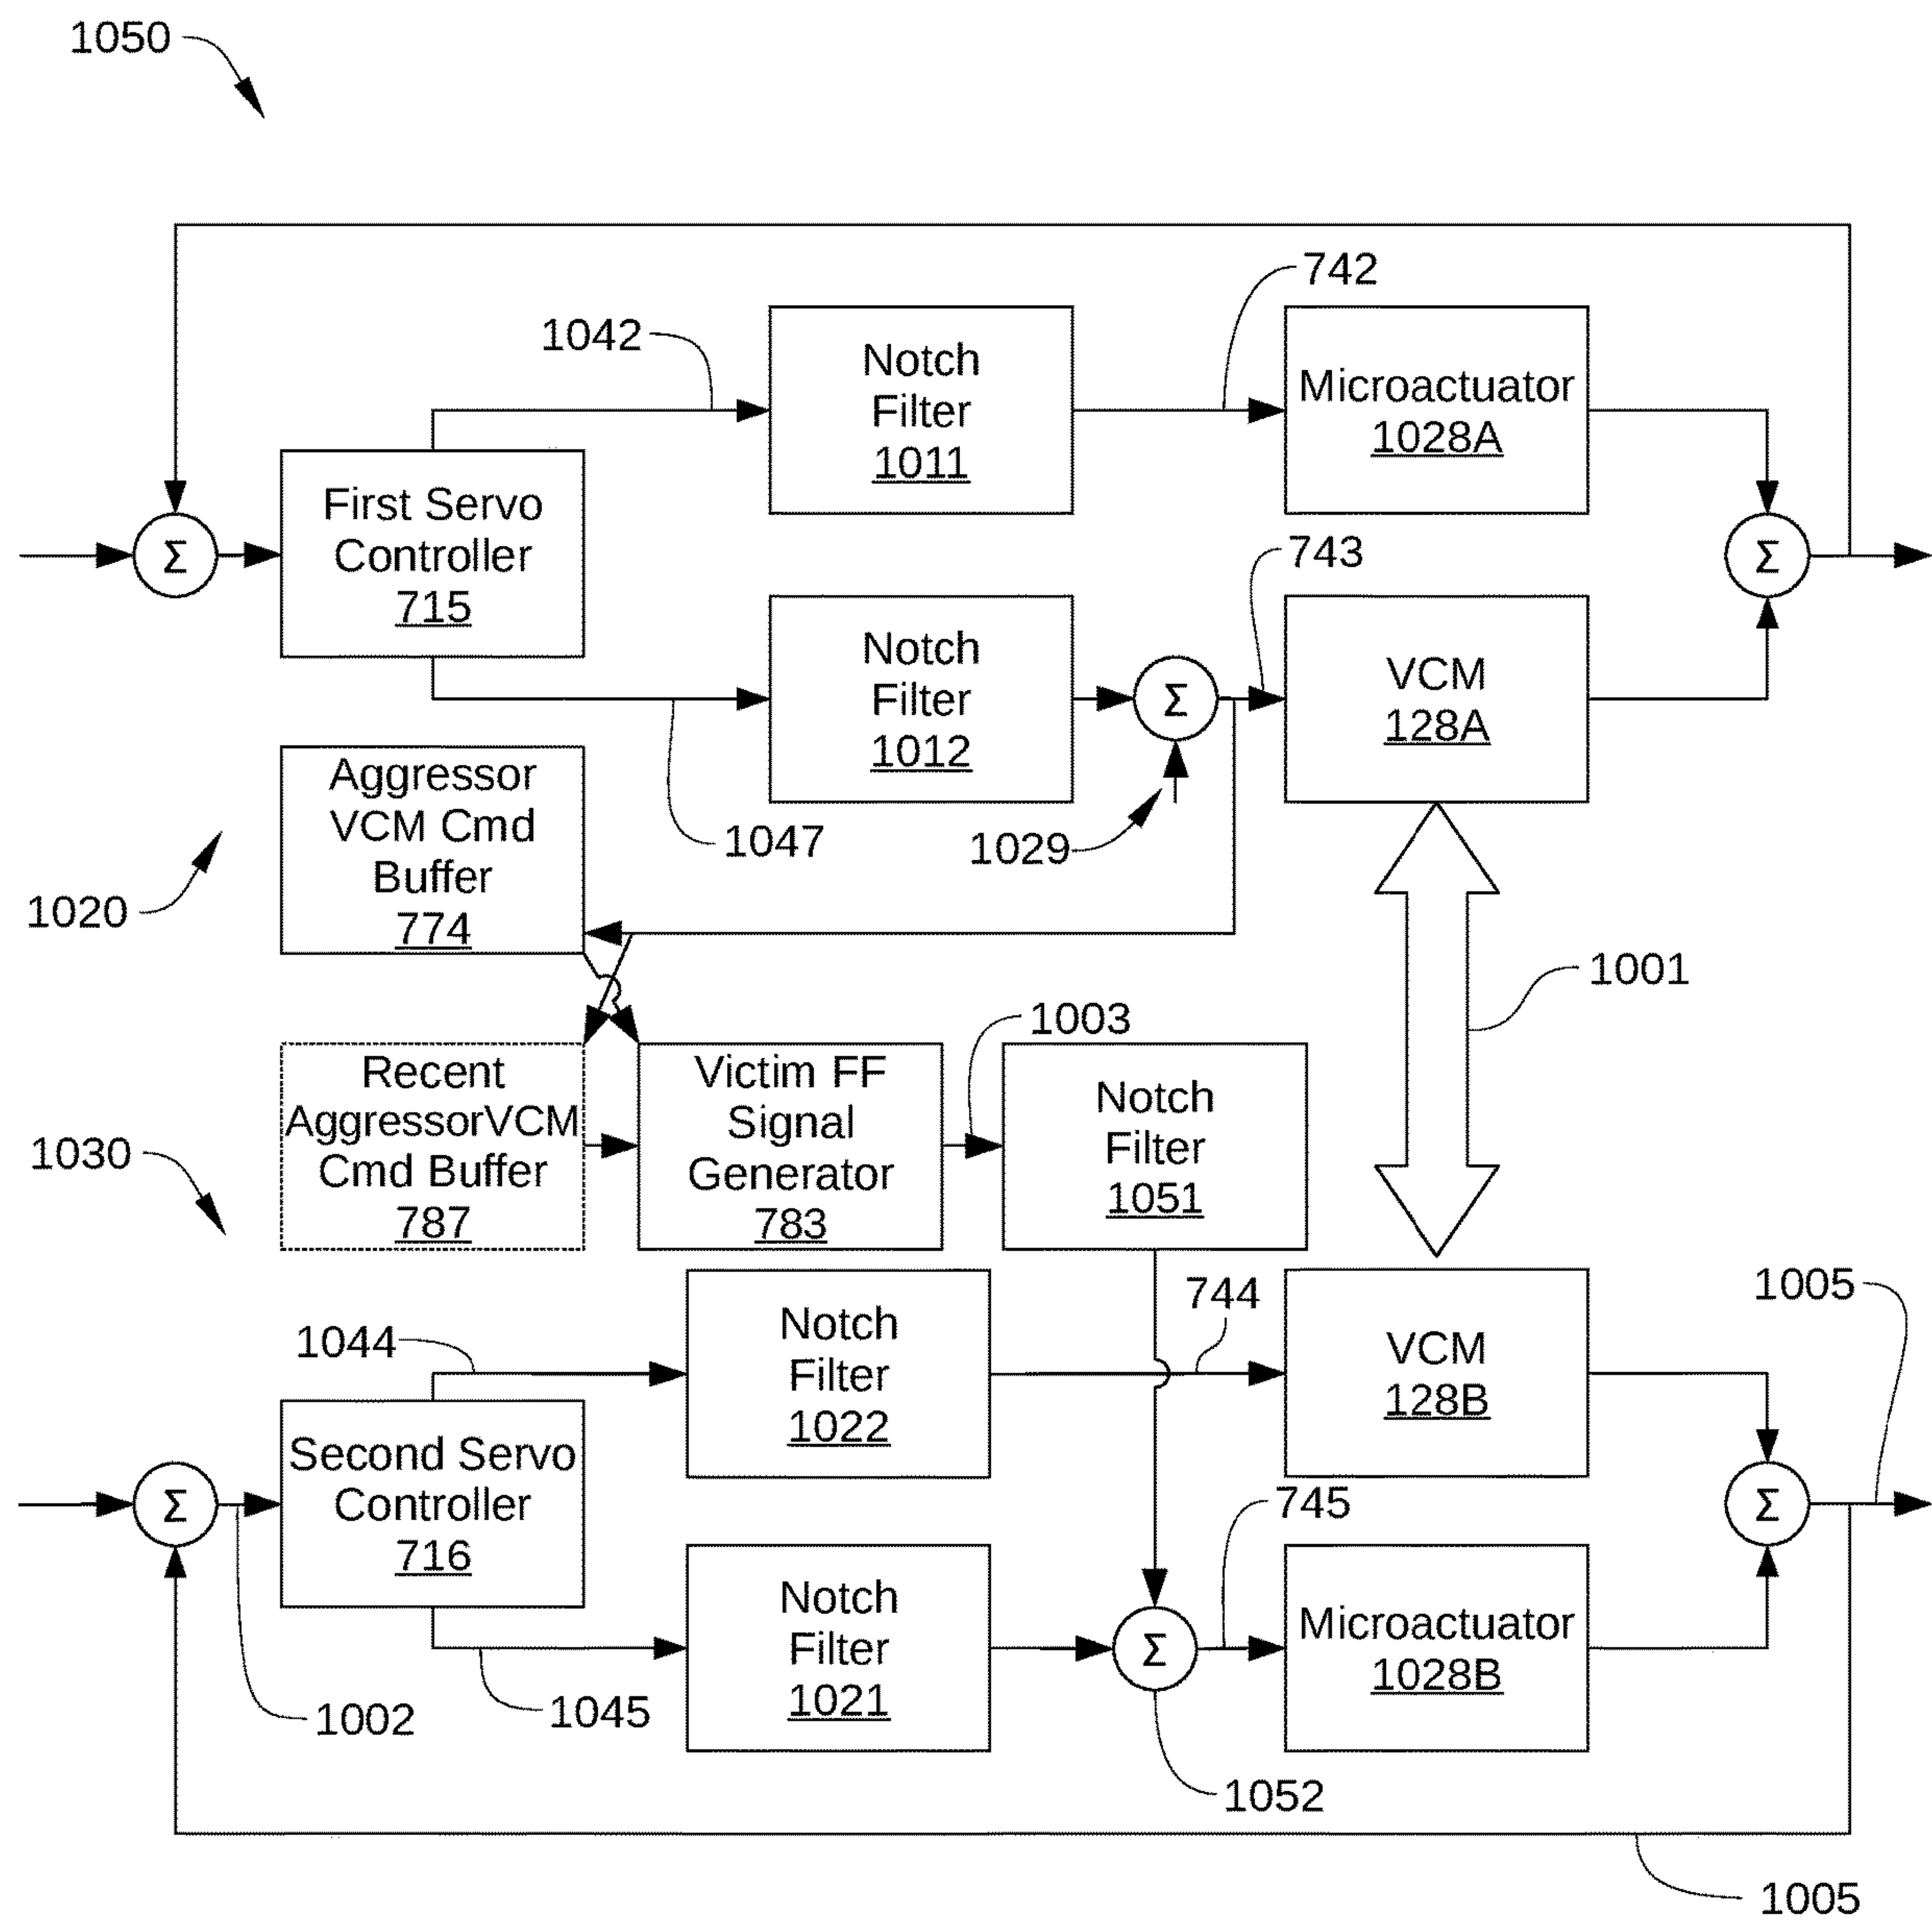 1050
742
1042
Notch
Filter
1011
Microactuator
1028A
First Servo
Controller
715
Σ
Σ
743
Notch
Filter
1012
Σ
VCM
128A
Aggressor
VCM Cmd
Buffer
774
1047
1029
1020
1001
1003
Recent
AggressorVCM
Cmd Buffer
787
Victim FF
Signal
Generator
783
Notch
Filter
1051
1030
744
1005
1044
Notch
Filter
1022
VCM
128B
Second Servo
Controller
716
Σ
Σ
745
Notch
Filter
1021
Σ
Microactuator
1028B
1002
1045
1052
1005